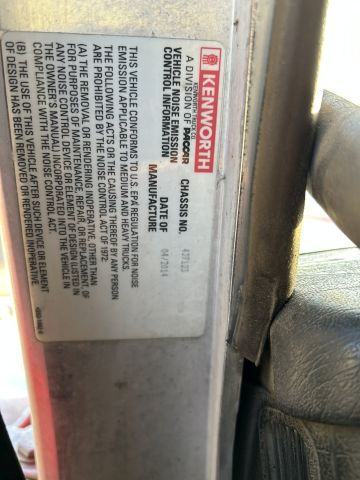 KENWORTH
KENWORTH TRUCK CO.
A DIVISION OF PACCAR
VEHICLE NOISE EMISSION
CONTROL INFORMATION
CHASSIS NO. 427123
DATE OF
MANUFACTURE 04/2014
THIS VEHICLE CONFORMS TO U.S. EPA REGULATION FOR NOISE
EMISSION APPLICABLE TO MEDIUM AND HEAVY TRUCKS.
THE FOLLOWING ACTS OR THE CAUSING THEREOF BY ANY PERSON
ARE PROHIBITED BY THE NOISE CONTROL ACT OF 1972:
(A) THE REMOVAL OR RENDERING INOPERATIVE, OTHER THAN
FOR PURPOSES OF MAINTENANCE, REPAIR, OR REPLACEMENT, OF
ANY NOISE CONTROL DEVICE OR ELEMENT OF DESIGN (LISTED IN
THE OWNER'S MANUAL) INCORPORATED INTO THE VEHICLE IN
COMPLIANCE WITH THE NOISE CONTROL ACT.
(B) THE USE OF THIS VEHICLE AFTER SUCH DEVICE OR ELEMENT
OF DESIGN HAS BEEN REMOVED OR RENDERED INOPERATIVE.